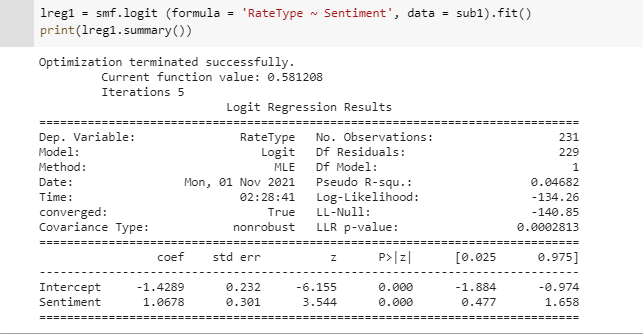 lreg1 = smf.logit (formula = 'RateType ~ Sentiment', data = sub1).fit()
print(lreg1.summary())
Optimization terminated successfully.
         Current function value: 0.581208
         Iterations 5
                           Logit Regression Results
==============================================================================
Dep. Variable:               RateType   No. Observations:                  231
Model:                          Logit   Df Residuals:                      229
Method:                           MLE   Df Model:                            1
Date:                Mon, 01 Nov 2021   Pseudo R-squ.:                 0.04682
Time:                        02:28:41   Log-Likelihood:                -134.26
converged:                       True   LL-Null:                       -140.85
Covariance Type:            nonrobust   LLR p-value:                 0.0002813
==============================================================================
                 coef    std err          z      P>|z|      [0.025      0.975]
------------------------------------------------------------------------------
Intercept     -1.4289      0.232     -6.155      0.000      -1.884      -0.974
Sentiment      1.0678      0.301      3.544      0.000       0.477       1.658
==============================================================================